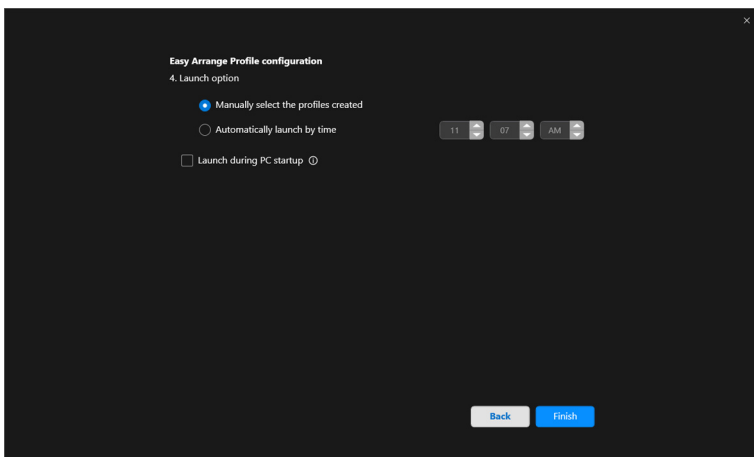 Easy Arrange Profile configuration
4. Launch option
Manually select the profiles created
Automatically launch by time 11 07 AM
Launch during PC startup
Back Finish